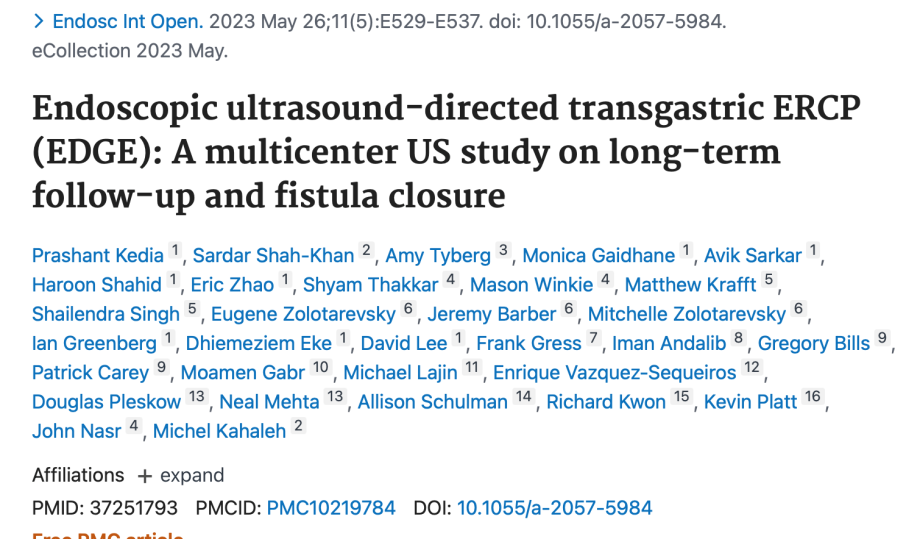 > Endosc Int Open. 2023 May 26;11(5):E529-E537. doi: 10.1055/a-2057-5984.
eCollection 2023 May.
Endoscopic ultrasound-directed transgastric ERCP
(EDGE): A multicenter US study on long-term
follow-up and fistula closure
Prashant Kedia 1, Sardar Shah-Khan 2, Amy Tyberg 3, Monica Gaidhane 1, Avik Sarkar 1,
Haroon Shahid 1, Eric Zhao 1, Shyam Thakkar 4, Mason Winkie 4, Matthew Krafft 5,
Shailendra Singh 5, Eugene Zolotarevsky 6, Jeremy Barber 6, Mitchelle Zolotarevsky 6,
Ian Greenberg 1, Dhiemeziem Eke 1, David Lee 1, Frank Gress 7, Iman Andalib 8, Gregory Bills 9,
Patrick Carey 9, Moamen Gabr 10, Michael Lajin 11, Enrique Vazquez-Sequeiros 12,
Douglas Pleskow 13, Neal Mehta 13, Allison Schulman 14, Richard Kwon 15, Kevin Platt 16,
John Nasr 4, Michel Kahaleh 2
Affiliations + expand
PMID: 37251793 PMCID: PMC10219784 DOI: 10.1055/a-2057-5984
Free PMC article